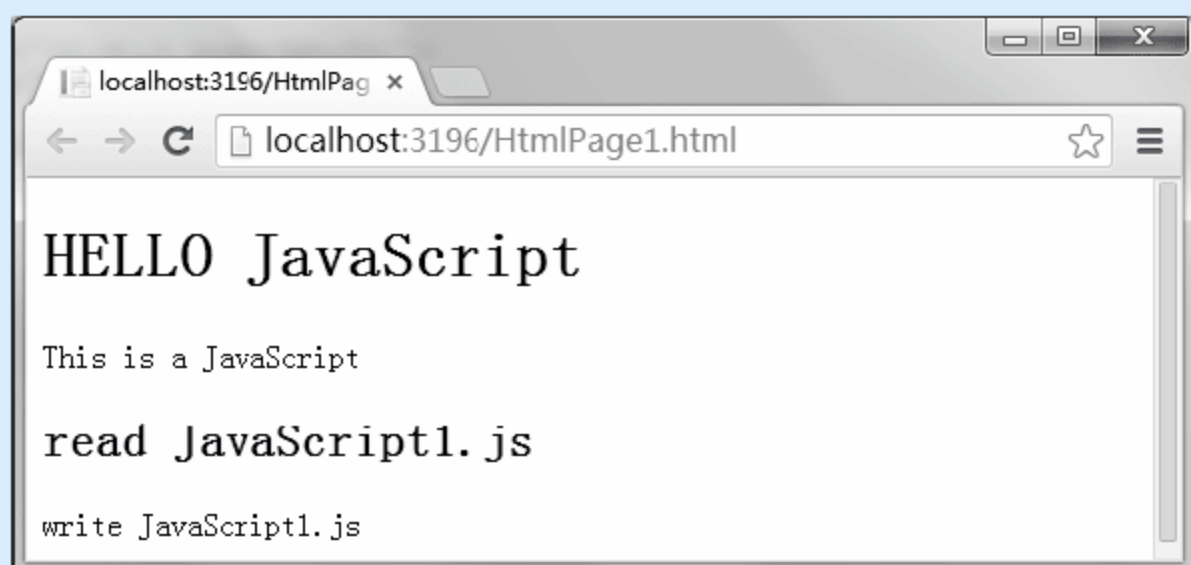 localhost:3196/HtmlPag
localhost:3196/HtmlPage1.html
HELLO JavaScript
This is a JavaScript
read JavaScript1.js
write JavaScript1.js